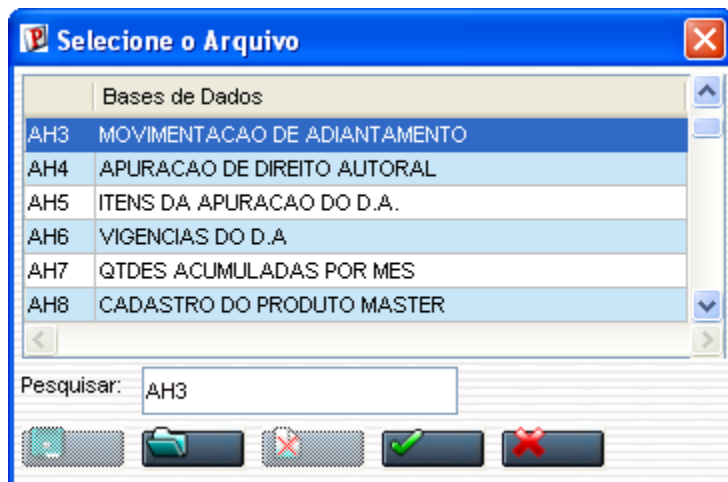 Selecione o Arquivo
Bases de Dados
AH3 MOVIMENTACAO DE ADIANTAMENTO
AH4 APURACAO DE DIREITO AUTORAL
AH5 ITENS DA APURACAO DO D.A.
AH6 VIGENCIAS DO D.A
AH7 QTDES ACUMULADAS POR MES
AH8 CADASTRO DO PRODUTO MASTER
Pesquisar: AH3